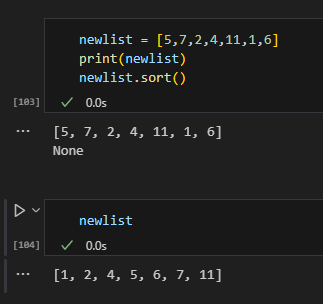 newlist = [5,7,2,4,11,1,6]
print(newlist)
newlist.sort()
[103]
0.0s
[5, 7, 2, 4, 11, 1, 6]
None
newlist
[104]
0.0s
[1, 2, 4, 5, 6, 7, 11]